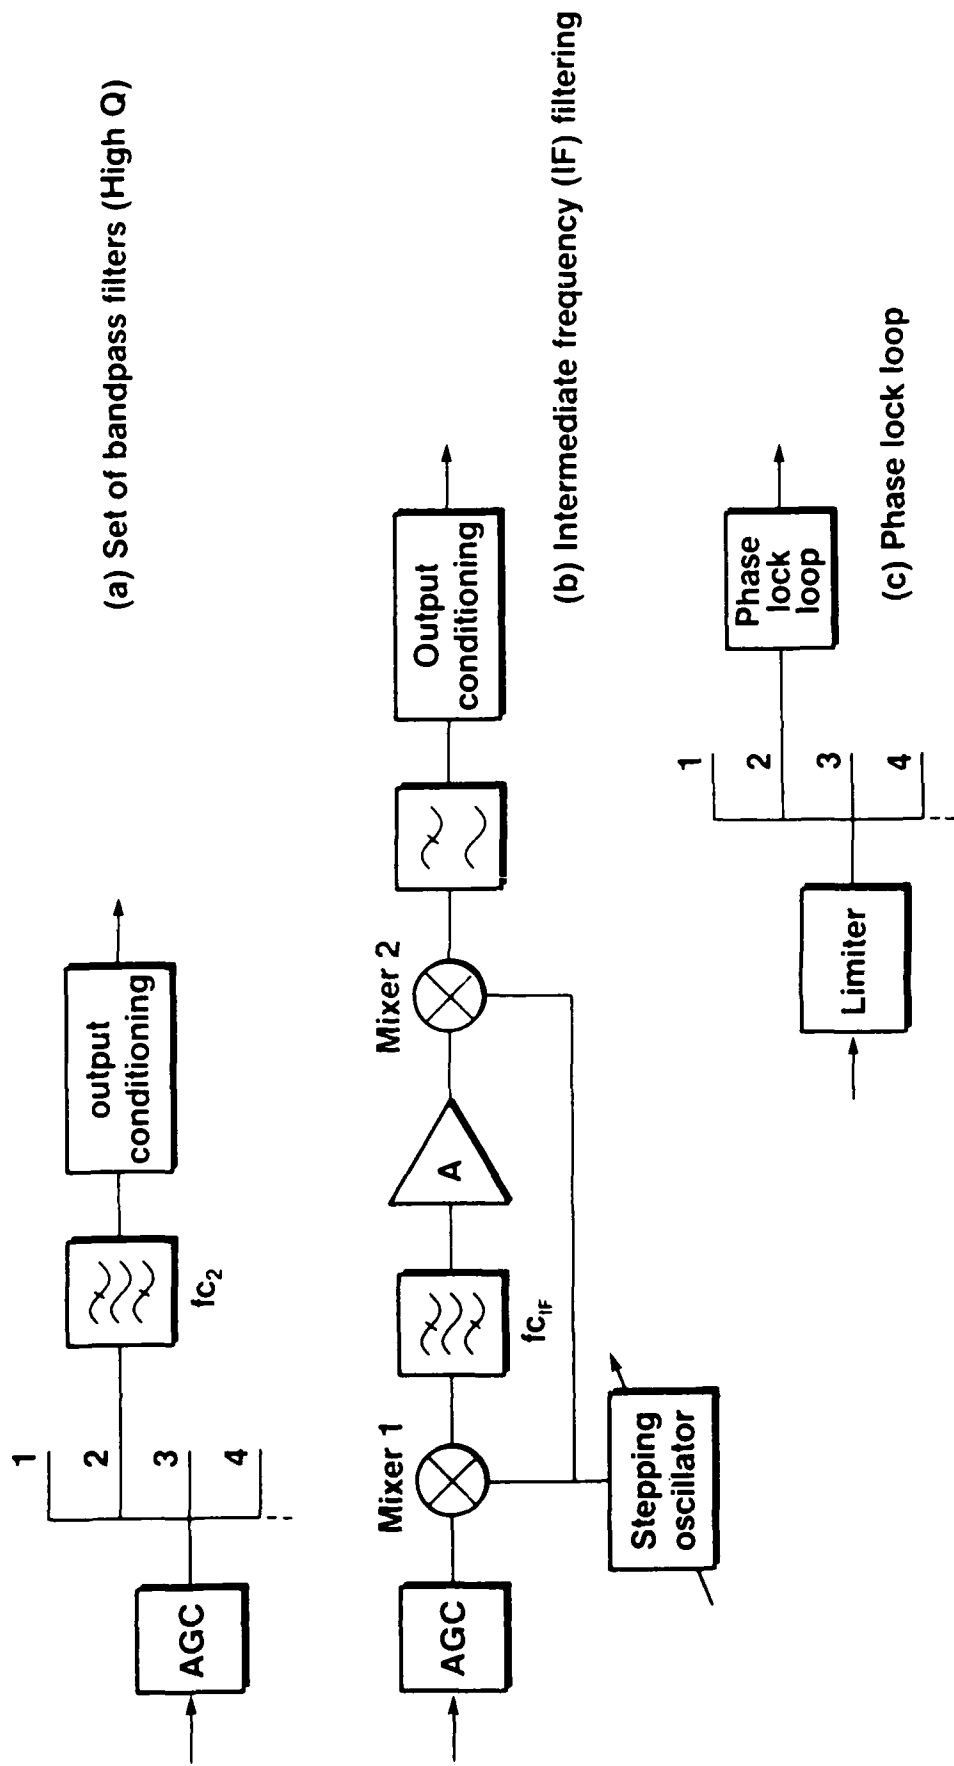 1
2
3
4
AGC
fc2
output
conditioning
(a) Set of bandpass filters (High Q)
AGC
Mixer 1
fcIF
A
Mixer 2
Output
conditioning
Stepping
oscillator
(b) Intermediate frequency (IF) filtering
Limiter
1
2
3
4
Phase
lock
loop
(c) Phase lock loop